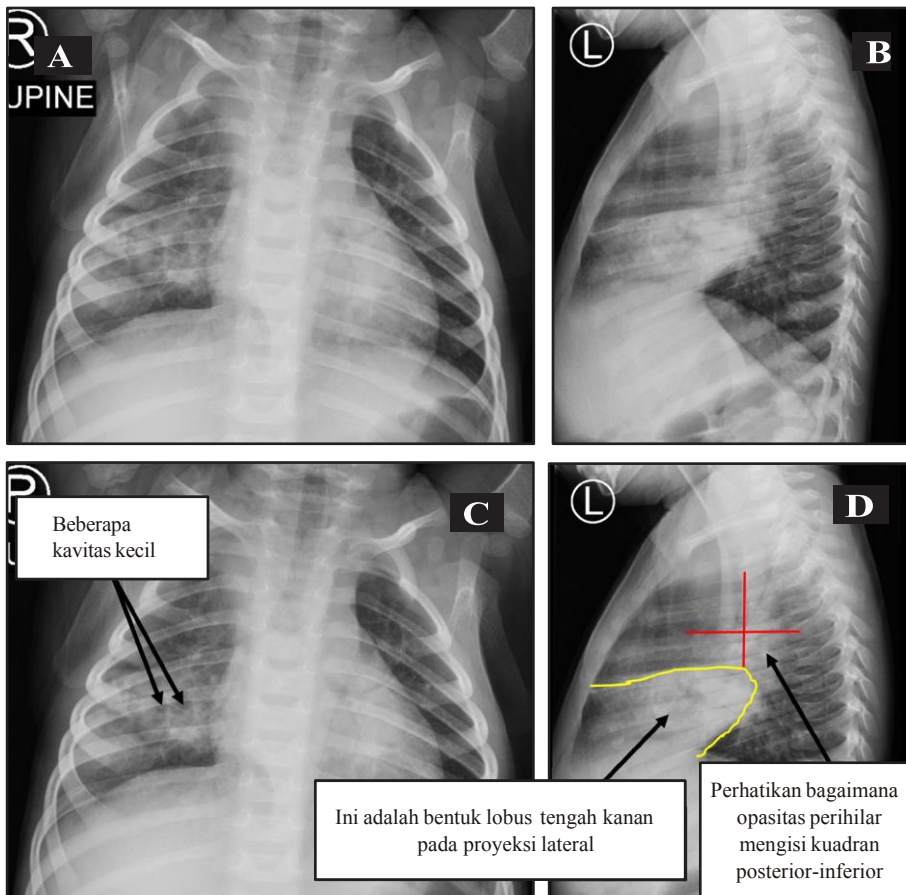 R
A
UPINE
L
B
Beberapa
kavitas kecil
C
L
D
Ini adalah bentuk lobus tengah kanan
pada proyeksi lateral
Perhatikan bagaimana
opasitas perihilar
mengisi kuadran
posterior-inferior